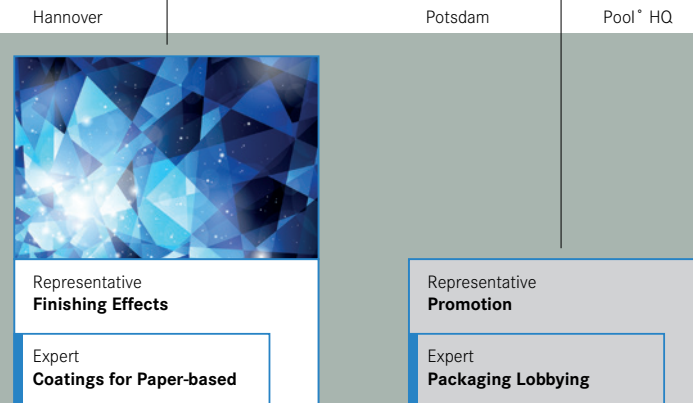 Hannover
Potsdam
Pool° HQ
Representative
Finishing Effects
Expert
Coatings for Paper-based
Representative
Promotion
Expert
Packaging Lobbying